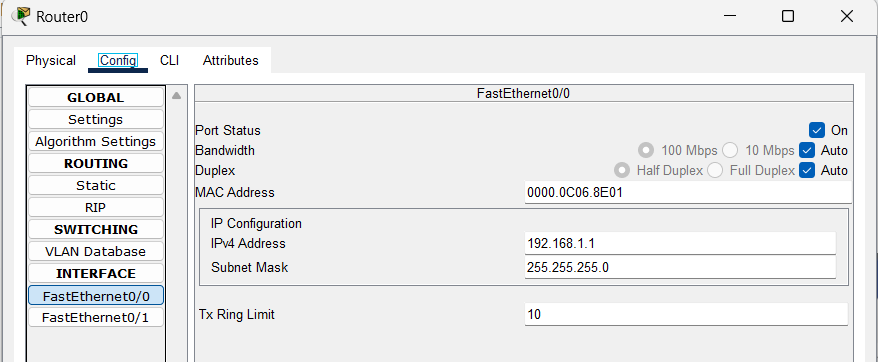 Router0
Physical Config CLI Attributes
GLOBAL
Settings
Algorithm Settings
ROUTING
Static
RIP
SWITCHING
VLAN Database
INTERFACE
FastEthernet0/0
FastEthernet0/1
FastEthernet0/0
Port Status On
Bandwidth 100 Mbps 10 Mbps Auto
Duplex Half Duplex Full Duplex Auto
MAC Address 0000.0C06.8E01
IP Configuration
IPv4 Address 192.168.1.1
Subnet Mask 255.255.255.0
Tx Ring Limit 10